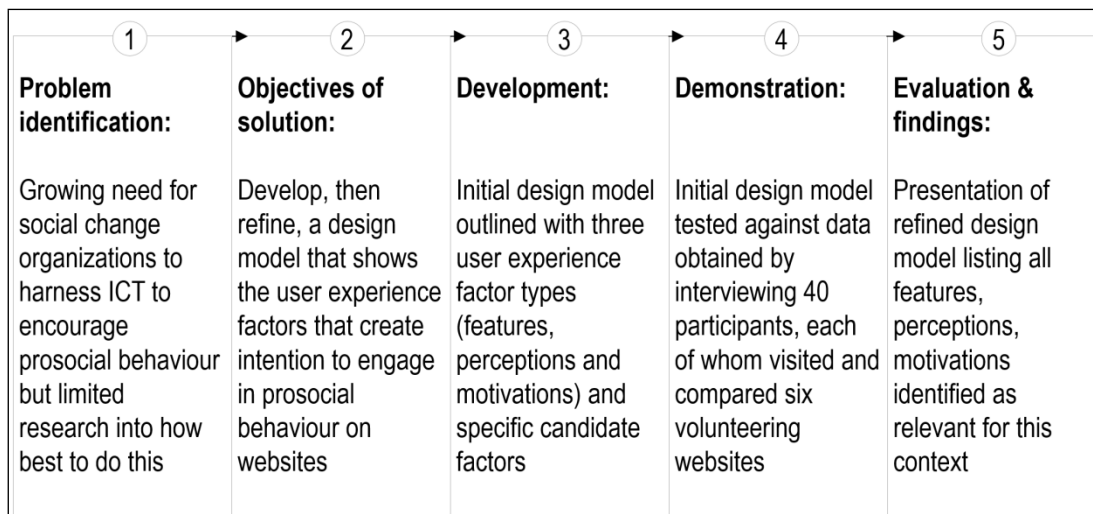 1
Problem
identification:
Growing need for
social change
organizations to
harness ICT to
encourage
prosocial behaviour
but limited
research into how
best to do this
2
Objectives of
solution:
Develop, then
refine, a design
model that shows
the user experience
factors that create
intention to engage
in prosocial
behaviour on
websites
3
Development:
Initial design model
outlined with three
user experience
factor types
(features,
perceptions and
motivations) and
specific candidate
factors
4
Demonstration:
Initial design model
tested against data
obtained by
interviewing 40
participants, each
of whom visited and
compared six
volunteering
websites
5
Evaluation &
findings:
Presentation of
refined design
model listing all
features,
perceptions,
motivations
identified as
relevant for this
context